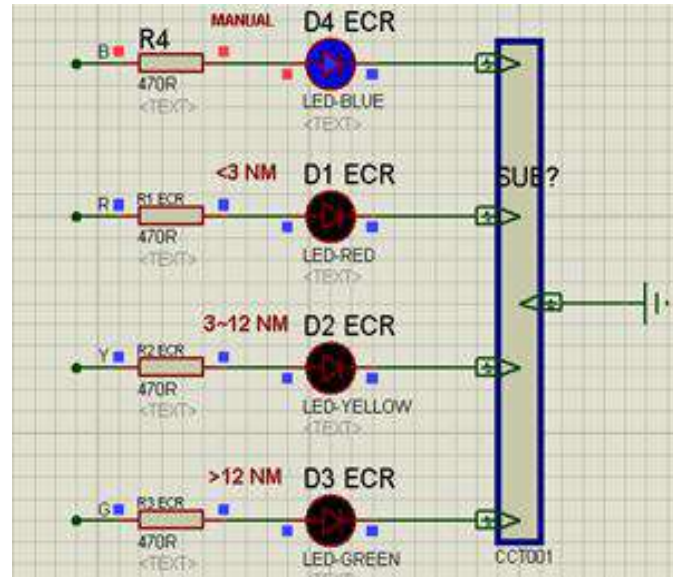 MANUAL D4 ECR
R4
B
470R
LED-BLUE
<TEXT>
<TEXT>
<3 NM D1 ECR
SUB?
R R1 ECR
470R
LED-RED
<TEXT>
<TEXT>
3~12 NM D2 ECR
Y R2 ECR
470R
LED-YELLOW
<TEXT>
<TEXT>
>12 NM D3 ECR
G R3 ECR
470R
LED-GREEN
CCT001
<TEXT>
<TEXT>